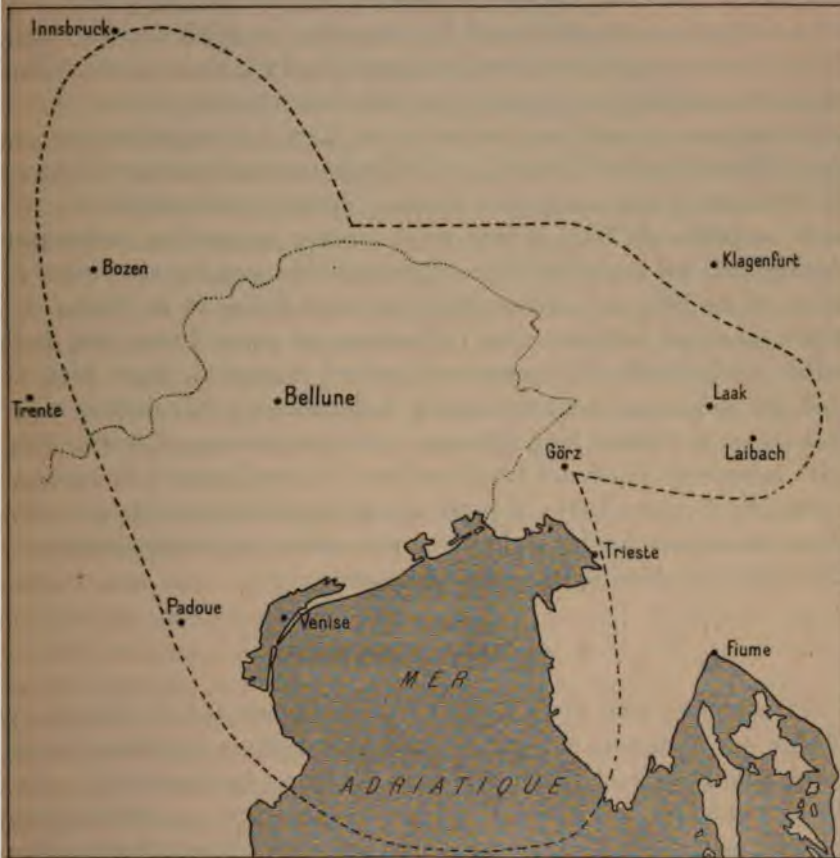 Innsbruck
Bozen
Klagenfurt
Trente
Bellune
Laak
Görz
Laibach
Trieste
Padoue
Venise
Fiume
MER
ADRIATIQUE